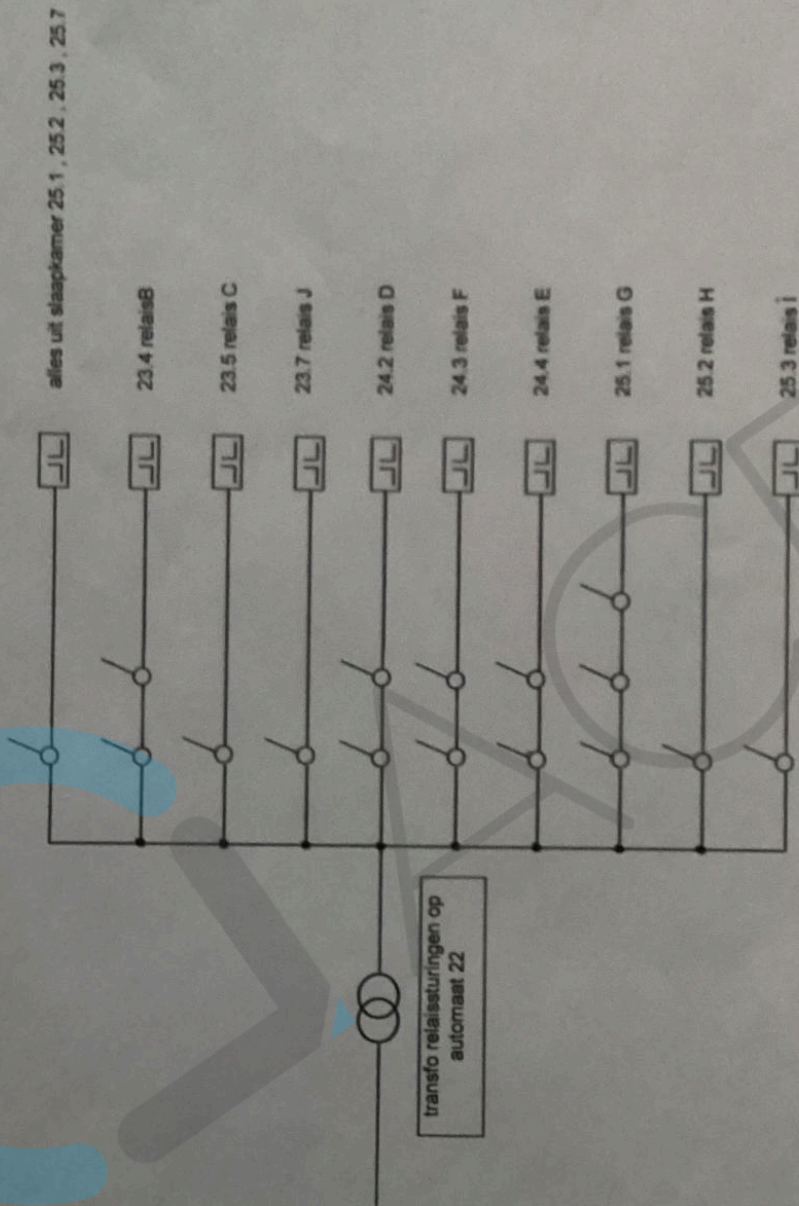 alles uit slaapkamer 25.1 , 25.2 , 25.3 , 25.7
23.4 relaisB
23.5 relais C
23.7 relais J
24.2 relais D
24.3 relais F
24.4 relais E
25.1 relais G
25.2 relais H
25.3 relais i
transfo relaissturingen op
automaat 22